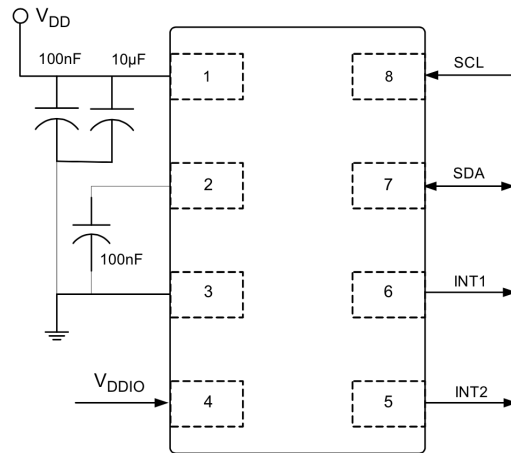 VDD
100nF
10µF
1
8
SCL
2
7
SDA
100nF
3
6
INT1
VDDIO
4
5
INT2